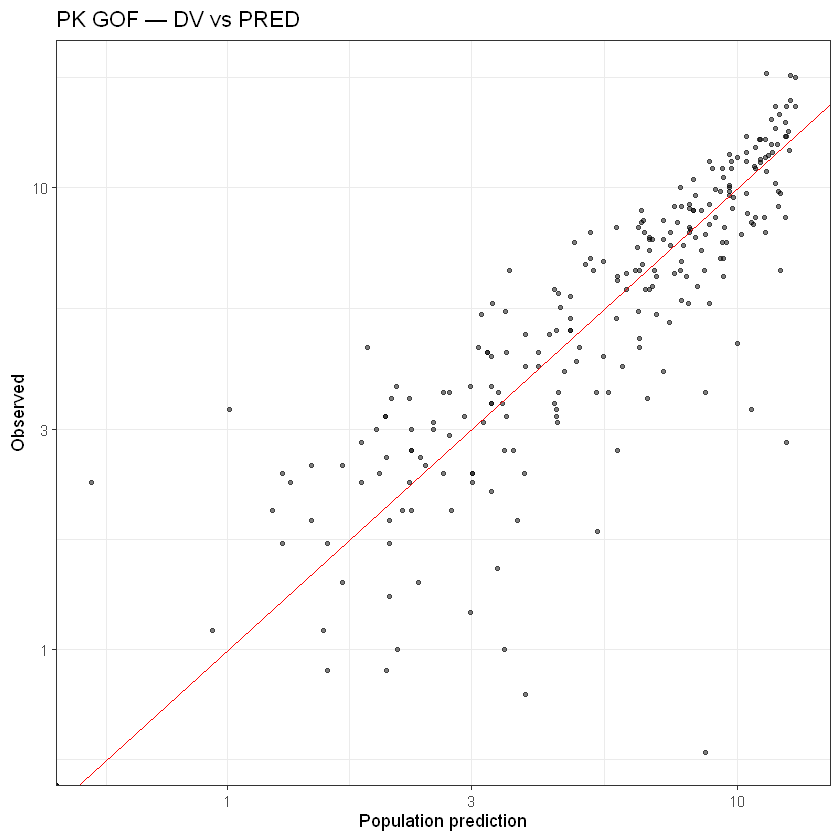 PK GOF — DV vs PRED
10
3
1
Observed
1
3
10
Population prediction